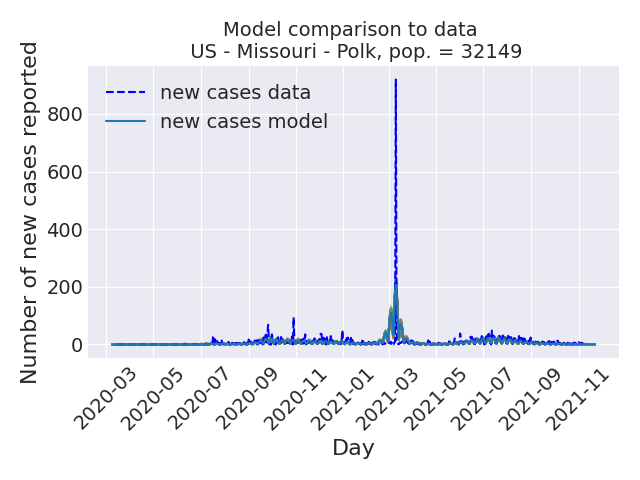 Model comparison to data
US - Missouri - Polk, pop. = 32149
Number of new cases reported
800
600
400
200
0
new cases data
new cases model
2020-03
2020-05
2020-07
2020-09
2020-11
2021-01
2021-03
2021-05
2021-07
2021-09
2021-11
Day